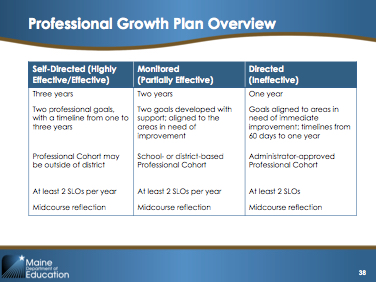 Professional Growth Plan Overview
Self-Directed (Highly Effective/Effective) Monitored (Partially Effective) Directed (Ineffective)
Three years Two years One year
Two professional goals, with a timeline from one to three years
Two goals developed with support; aligned to the areas in need of improvement
Goals aligned to areas in need of immediate improvement; timelines from 60 days to one year
Professional Cohort may be outside of district
School- or district-based Professional Cohort
Administrator-approved Professional Cohort
At least 2 SLOs per year At least 2 SLOs per year At least 2 SLOs
Midcourse reflection Midcourse reflection Midcourse reflection
Maine
Department of
Education
38